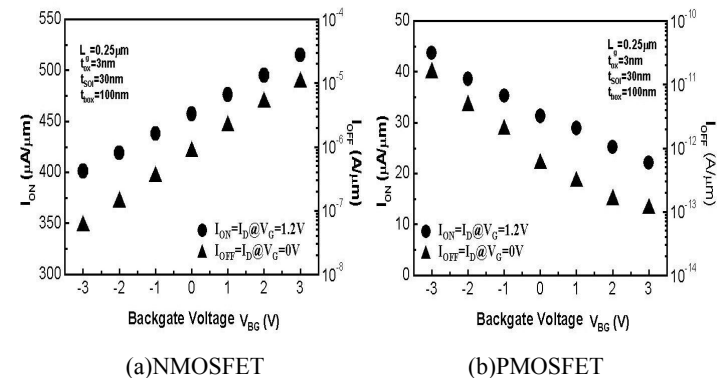 550
500
450
400
350
300
I_ON (μA/μm)
L_g=0.25μm
t_ox=3nm
t_SOI=30nm
t_box=100nm
I_ON=I_D@V_G=1.2V
I_OFF=I_D@V_G=0V
10^-4
10^-5
10^-6
10^-7
10^-8
I_OFF (A/μm)
-3 -2 -1 0 1 2 3
Backgate Voltage V_BG (V)
(a)NMOSFET
50
40
30
20
10
0
I_ON (μA/μm)
L_g=0.25μm
t_ox=3nm
t_SOI=30nm
t_box=100nm
I_ON=I_D@V_G=1.2V
I_OFF=I_D@V_G=0V
10^-10
10^-11
10^-12
10^-13
10^-14
I_OFF (A/μm)
-3 -2 -1 0 1 2 3
Backgate Voltage V_BG (V)
(b)PMOSFET